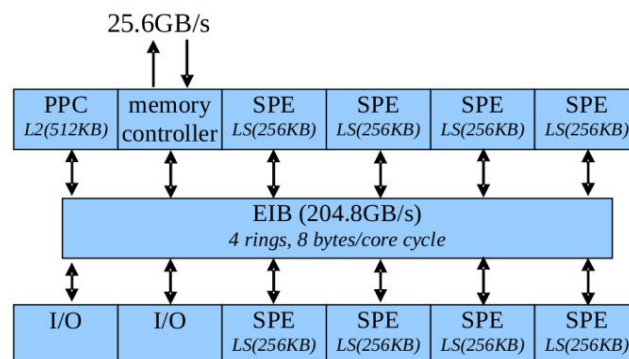 25.6GB/s
PPC memory SPE SPE SPE SPE
L2(512KB) controller LS(256KB) LS(256KB) LS(256KB) LS(256KB)
EIB (204.8GB/s)
4 rings, 8 bytes/core cycle
I/O I/O SPE SPE SPE SPE
LS(256KB) LS(256KB) LS(256KB) LS(256KB)